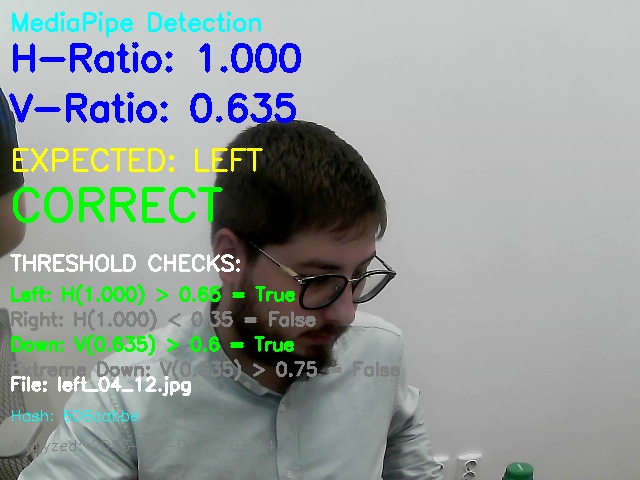 MediaPipe Detection
H-Ratio: 1.000
V-Ratio: 0.635
EXPECTED: LEFT
CORRECT
THRESHOLD CHECKS:
Left: H(1.000) > 0.65 = True
Right: H(1.000) < 0.35 = False
Down: V(0.635) > 0.6 = True
Extreme Down: V(0.635) > 0.75 = False
File: left_04_12.jpg
Hash: